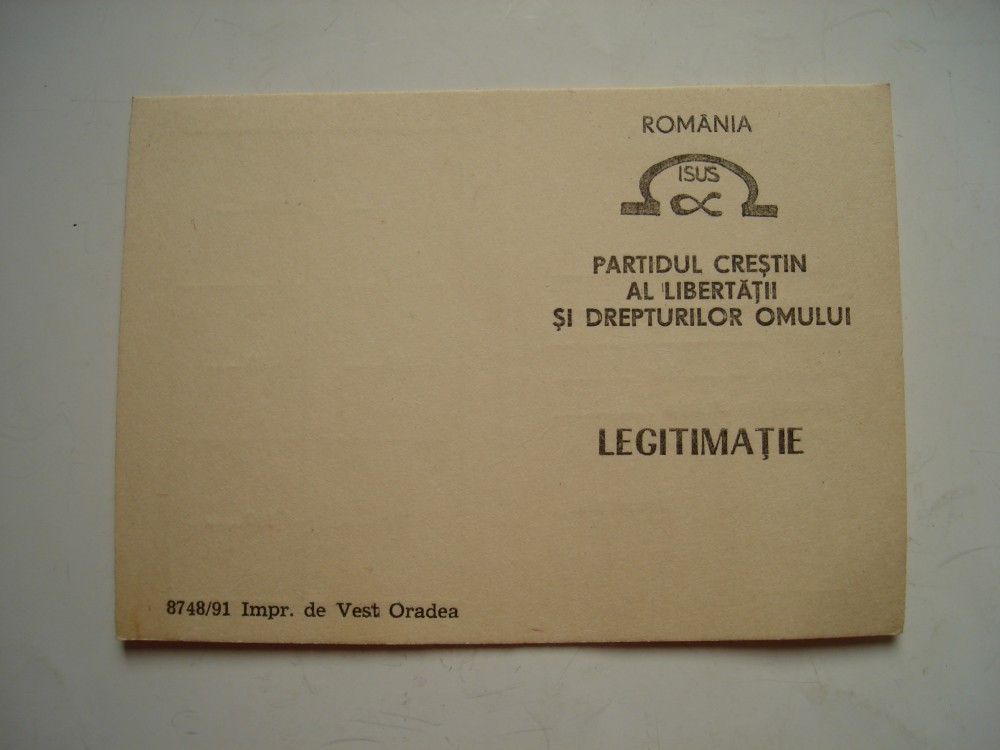 ROMÂNIA
ISUS
PARTIDUL CREȘTIN
AL LIBERTĂȚII
ȘI DREPTURILOR OMULUI
LEGITIMAȚIE
8748/91 Impr. de Vest Oradea